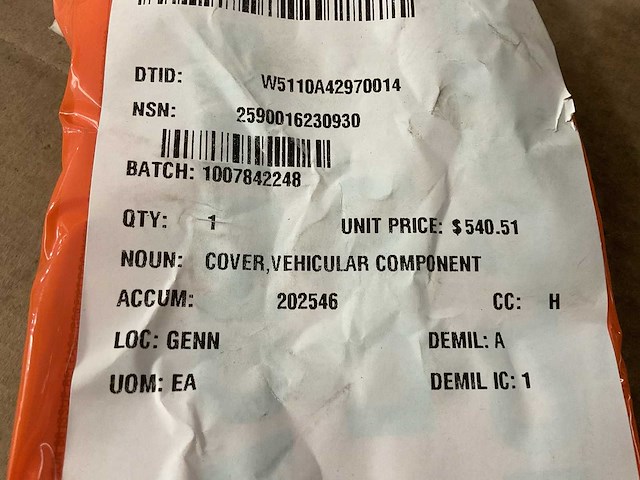 DTID: W5110A42970014
NSN: 2590016230930
BATCH: 1007842248
QTY: 1 UNIT PRICE: $540.51
NOUN: COVER,VEHICULAR COMPONENT
ACCUM: 202546 CC: H
LOC: GENN DEMIL: A
UOM: EA DEMIL IC: 1